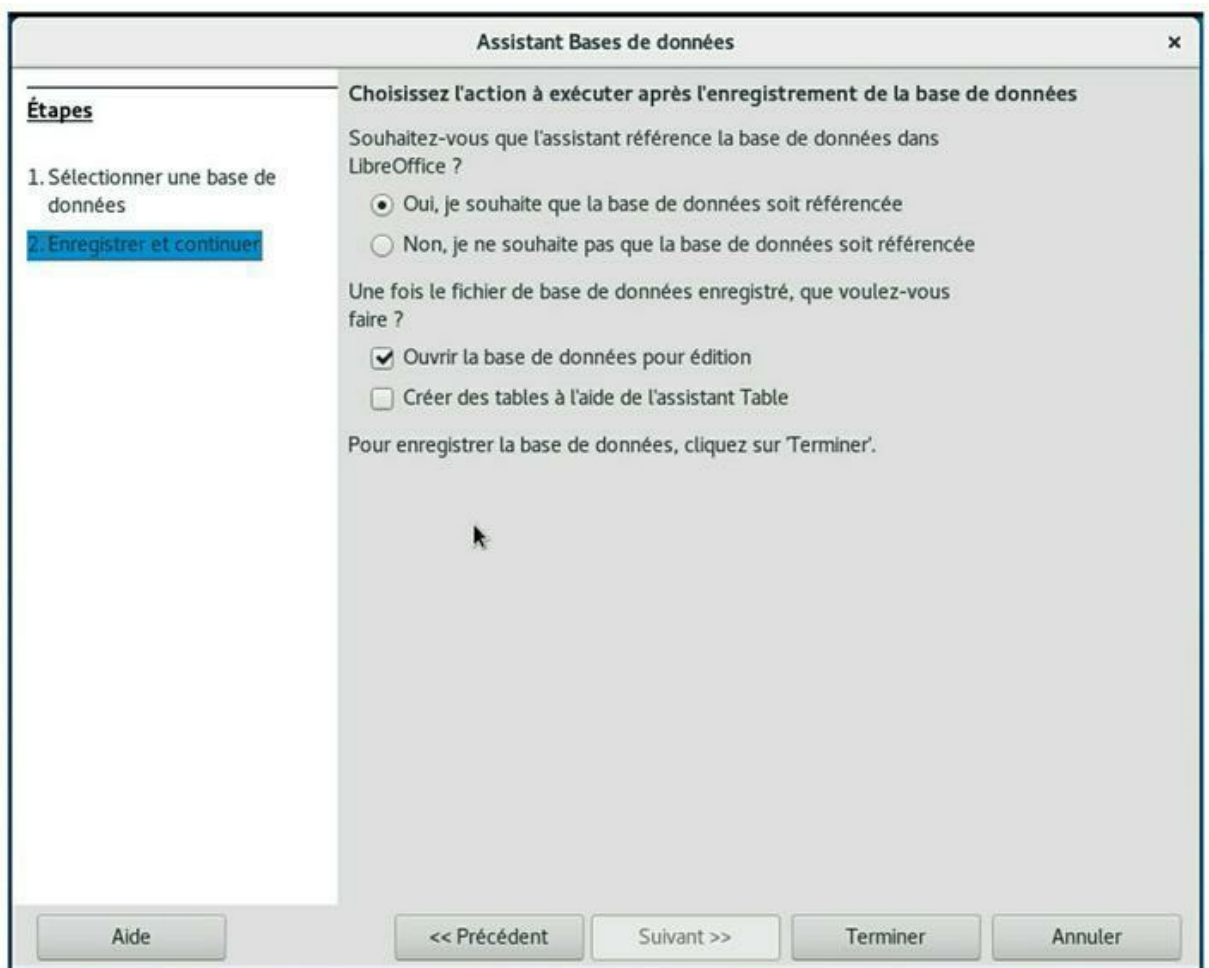 Assistant Bases de données
Étapes
1. Sélectionner une base de
données
2. Enregistrer et continuer
Choisissez l'action à exécuter après l'enregistrement de la base de données
Souhaitez-vous que l'assistant référence la base de données dans
LibreOffice ?
Oui, je souhaite que la base de données soit référencée
Non, je ne souhaite pas que la base de données soit référencée
Une fois le fichier de base de données enregistré, que voulez-vous
faire ?
Ouvrir la base de données pour édition
Créer des tables à l'aide de l'assistant Table
Pour enregistrer la base de données, cliquez sur 'Terminer'.
Aide
<< Précédent
Suivant >>
Terminer
Annuler